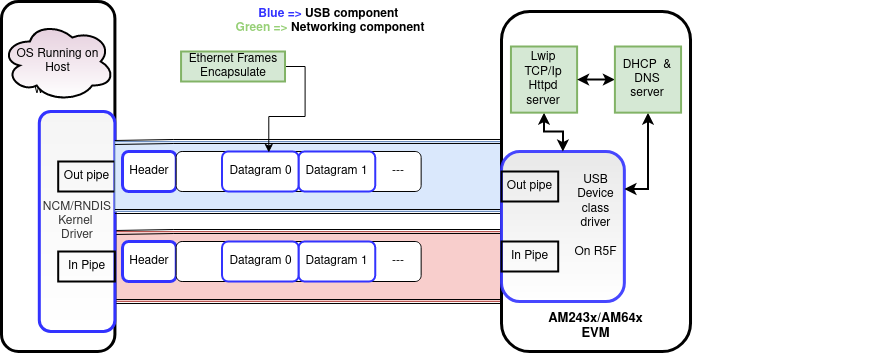 Blue => USB component
Green => Networking component
OS Running on
Host
Ethernet Frames
Encapsulate
Lwip
TCP/Ip
Httpd
server
DHCP &
DNS
server
Out pipe
NCM/RNDIS
Kernel
Driver
In Pipe
Header
Datagram 0
Datagram 1
---
Header
Datagram 0
Datagram 1
---
Out pipe
In Pipe
USB
Device
class
driver
On R5F
AM243x/AM64x
EVM